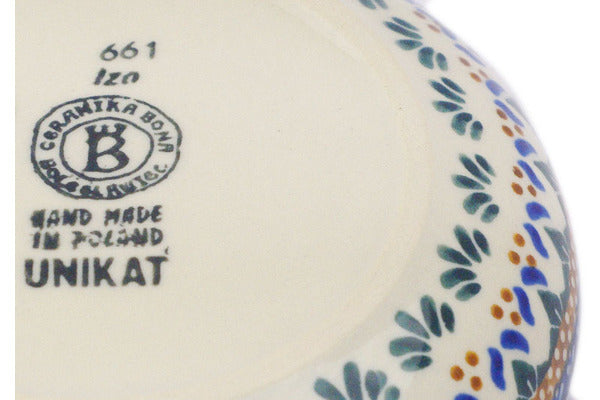 661
Iza
CERAMIKA BONA
B
BOLESŁAWIEC
HAND MADE
IN POLAND
UNIKAT